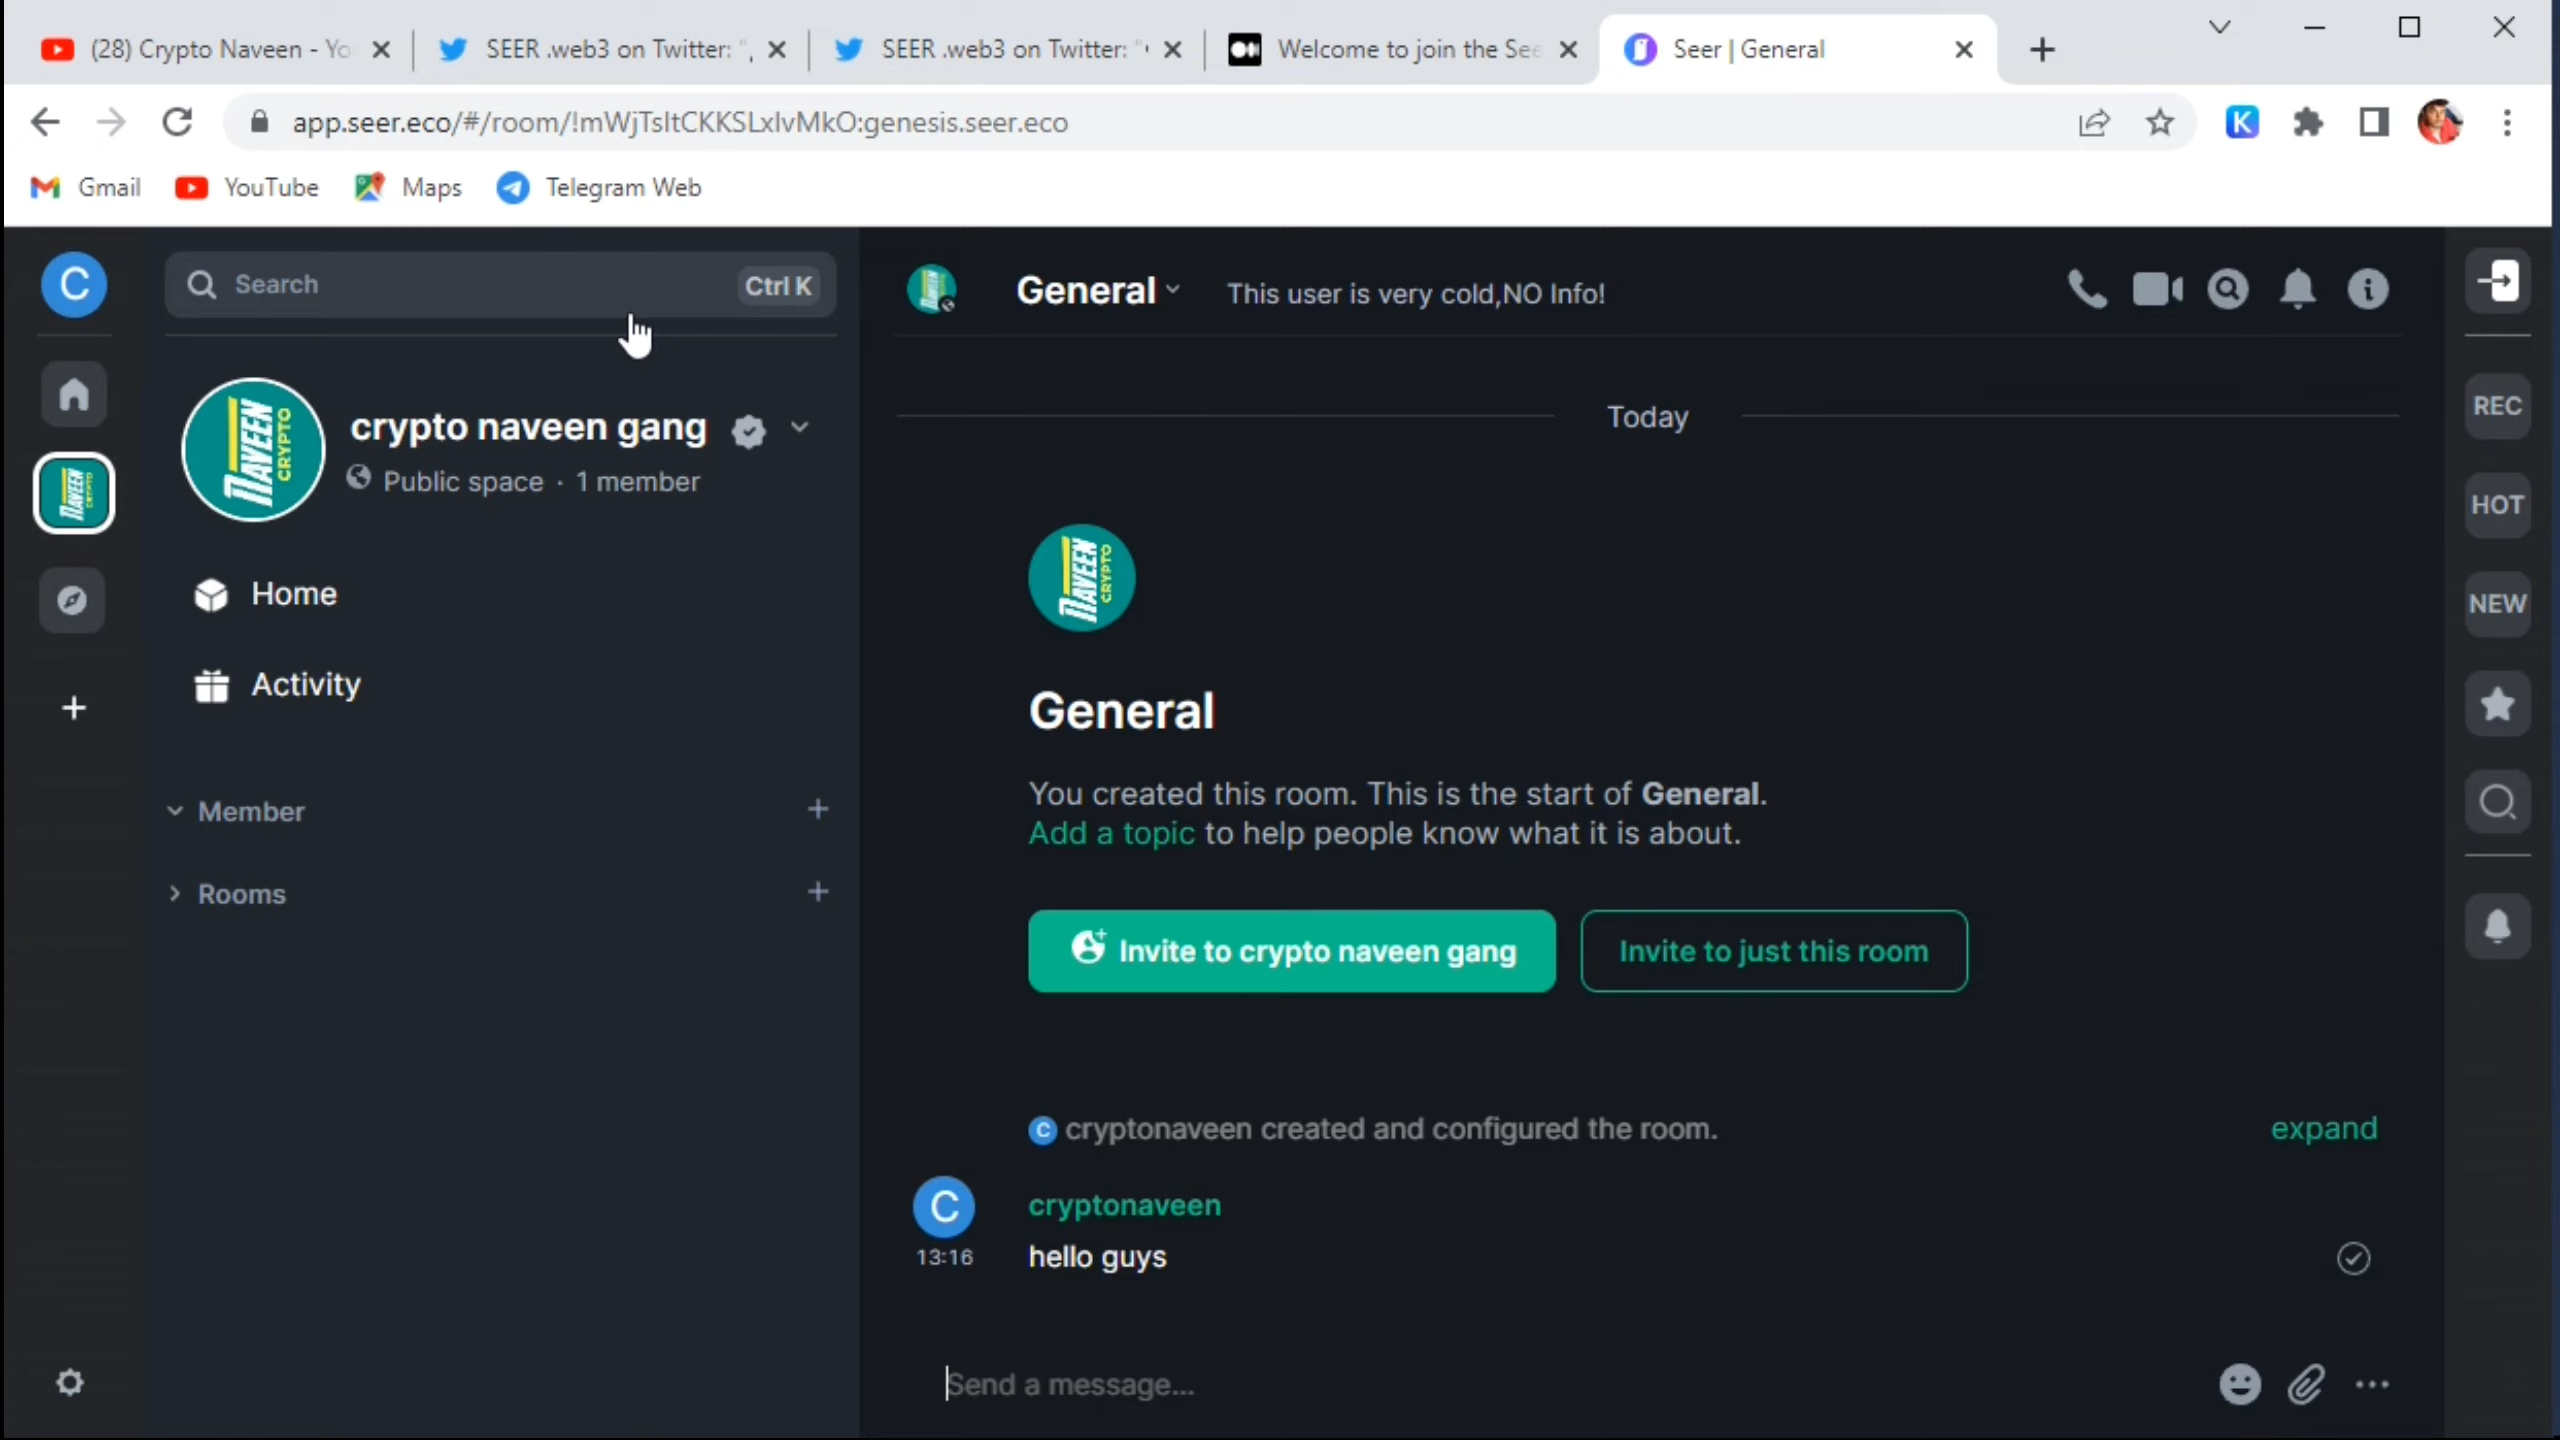 (28) Crypto Naveen - Yo
SEER .web3 on Twitter: ",
SEER .web3 on Twitter: "
Welcome to join the See
Seer | General
app.seer.eco/#/room/!mWjTsltCKKSLxlvMkO:genesis.seer.eco
K
Gmail
YouTube
Maps
Telegram Web
C
Search
Ctrl K
General
This user is very cold,NO Info!
NAVEEN
CRYPTO
crypto naveen gang
Public space · 1 member
Home
Activity
Member
Rooms
Today
NAVEEN
CRYPTO
General
You created this room. This is the start of General.
Add a topic to help people know what it is about.
Invite to crypto naveen gang
Invite to just this room
C cryptonaveen created and configured the room.
expand
C
cryptonaveen
13:16
hello guys
Send a message...
REC
HOT
NEW